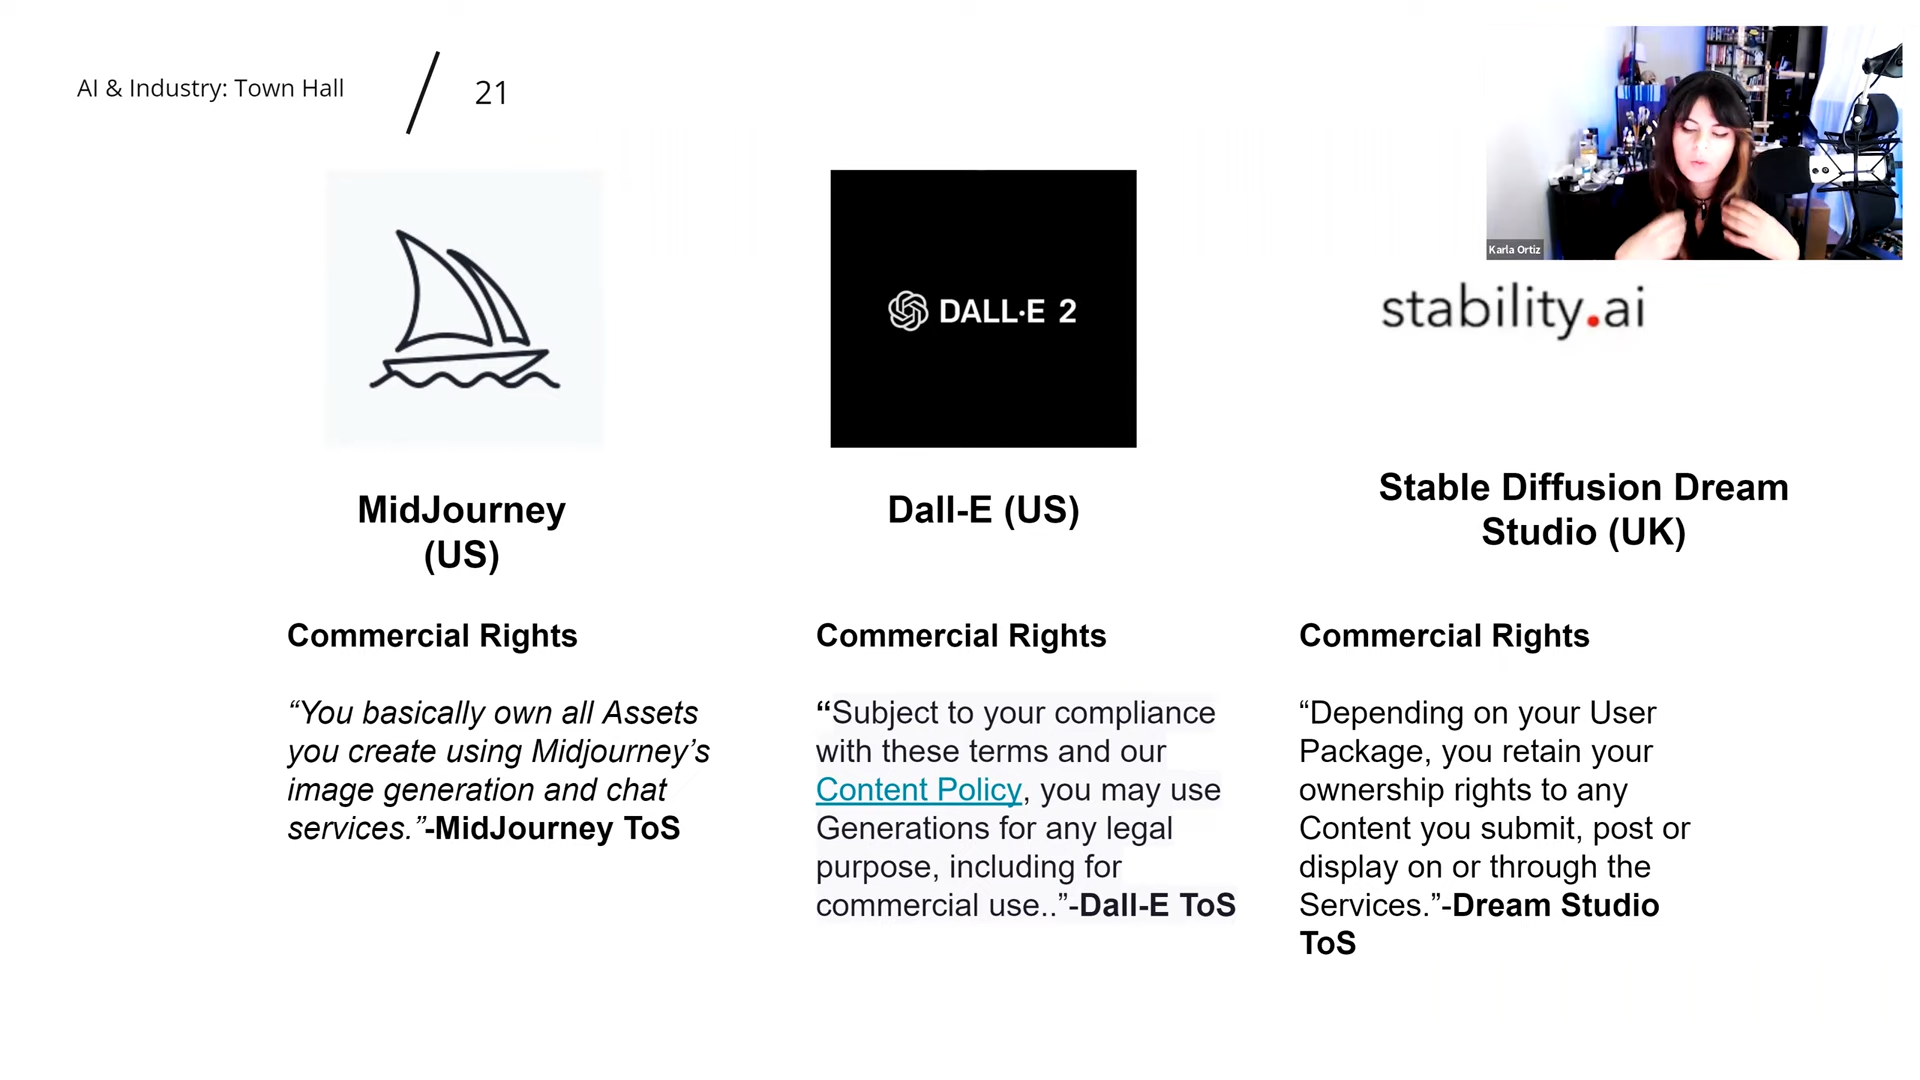 AI & Industry: Town Hall
21
Karla Ortiz
DALL·E 2
stability.ai
MidJourney
(US)
Dall-E (US)
Stable Diffusion Dream
Studio (UK)
Commercial Rights
“You basically own all Assets
you create using Midjourney’s
image generation and chat
services.”-MidJourney ToS
Commercial Rights
“Subject to your compliance
with these terms and our
Content Policy, you may use
Generations for any legal
purpose, including for
commercial use..”-Dall-E ToS
Commercial Rights
“Depending on your User
Package, you retain your
ownership rights to any
Content you submit, post or
display on or through the
Services.”-Dream Studio
ToS